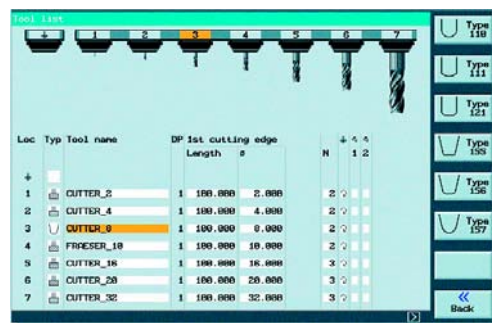 Tool list
1 2 3 4 5 6 7
Type 110
Type 111
Type 121
Type 155
Type 156
Type 157
Loc Typ Tool name DP 1st cutting edge
Length ø N 1 2
1 CUTTER_2 1 100.000 2.000 2
2 CUTTER_4 1 100.000 4.000 2
3 CUTTER_8 1 100.000 8.000 2
4 FRAESER_10 1 100.000 10.000 2
5 CUTTER_16 1 100.000 16.000 3
6 CUTTER_20 1 100.000 20.000 3
7 CUTTER_32 1 100.000 32.000 3
Back